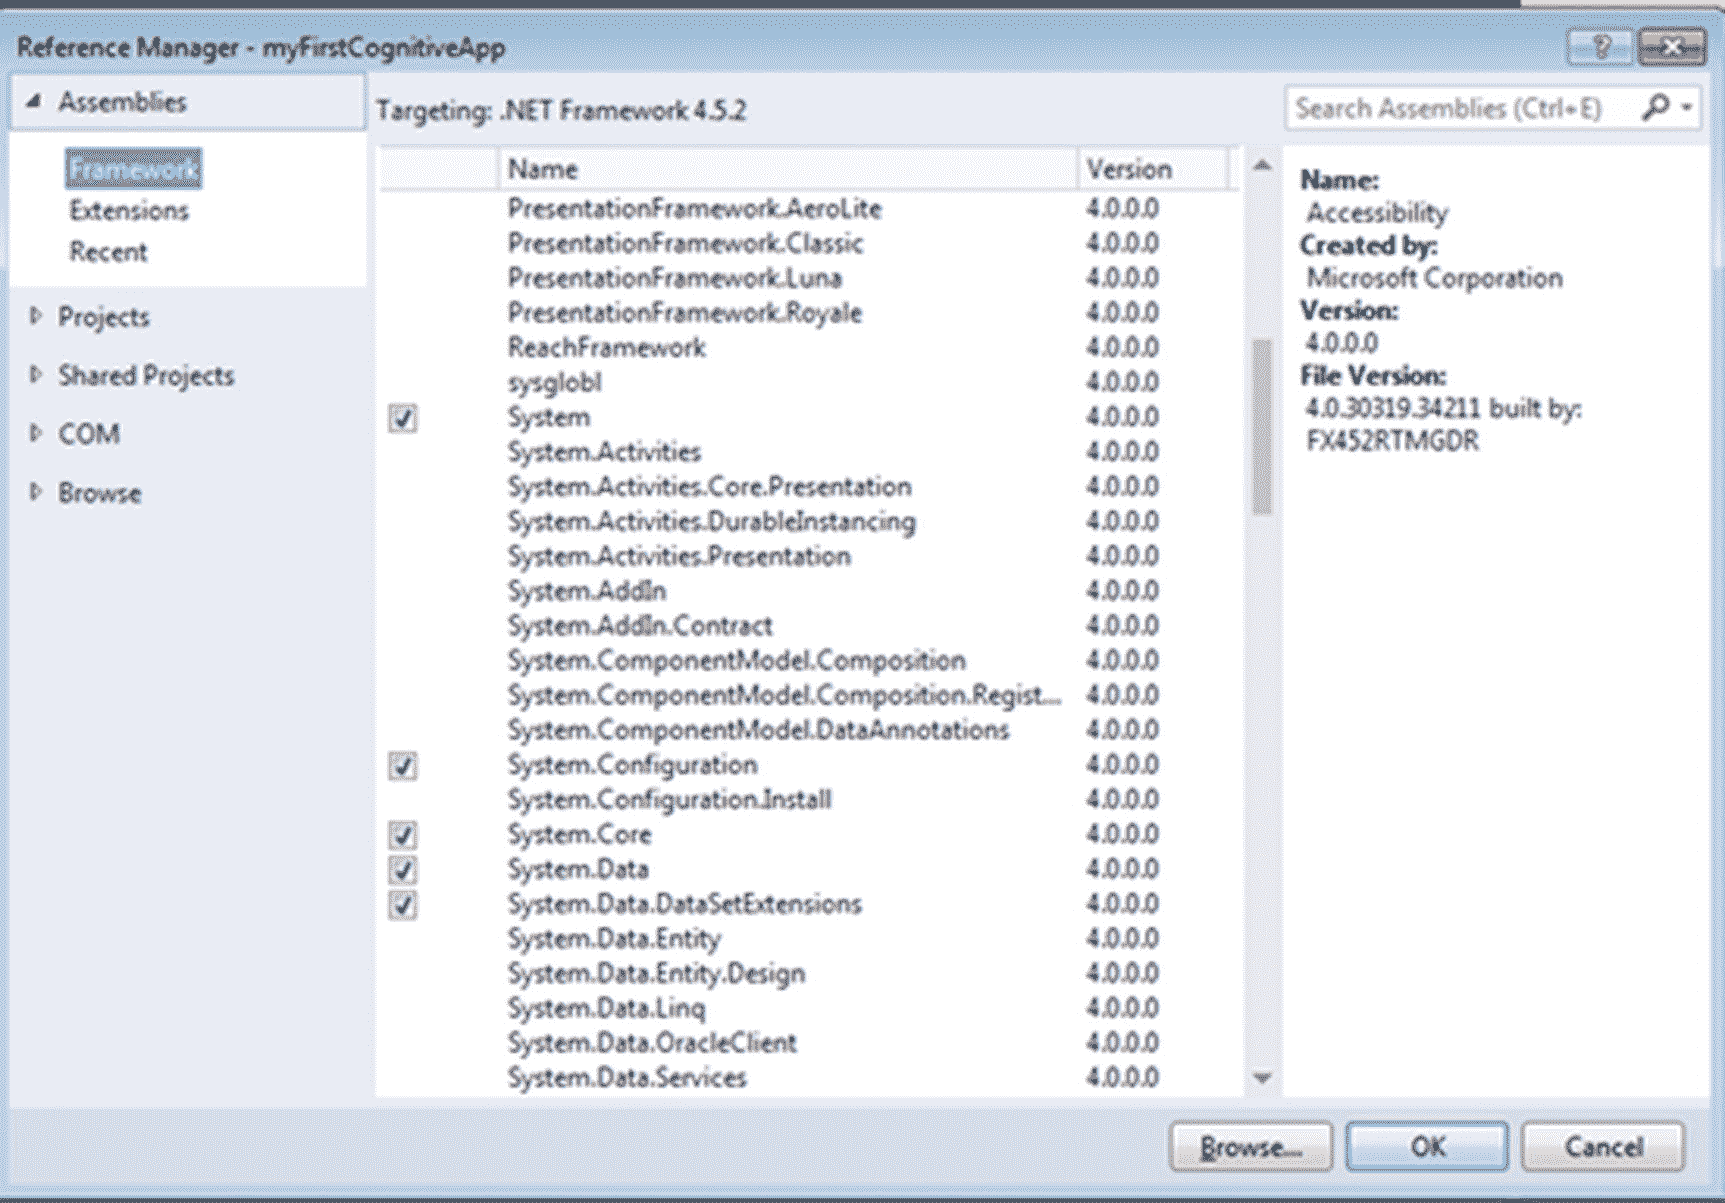 Reference Manager - myFirstCognitiveApp
Assemblies
Framework
Extensions
Recent
Projects
Shared Projects
COM
Browse
Targeting: .NET Framework 4.5.2
Search Assemblies (Ctrl+E)
Name Version
PresentationFramework.AeroLite 4.0.0.0
PresentationFramework.Classic 4.0.0.0
PresentationFramework.Luna 4.0.0.0
PresentationFramework.Royale 4.0.0.0
ReachFramework 4.0.0.0
sysglobl 4.0.0.0
System 4.0.0.0
System.Activities 4.0.0.0
System.Activities.Core.Presentation 4.0.0.0
System.Activities.DurableInstancing 4.0.0.0
System.Activities.Presentation 4.0.0.0
System.AddIn 4.0.0.0
System.AddIn.Contract 4.0.0.0
System.ComponentModel.Composition 4.0.0.0
System.ComponentModel.Composition.Regist... 4.0.0.0
System.ComponentModel.DataAnnotations 4.0.0.0
System.Configuration 4.0.0.0
System.Configuration.Install 4.0.0.0
System.Core 4.0.0.0
System.Data 4.0.0.0
System.Data.DataSetExtensions 4.0.0.0
System.Data.Entity 4.0.0.0
System.Data.Entity.Design 4.0.0.0
System.Data.Linq 4.0.0.0
System.Data.OracleClient 4.0.0.0
System.Data.Services 4.0.0.0
Name:
Accessibility
Created by:
Microsoft Corporation
Version:
4.0.0.0
File Version:
4.0.30319.34211 built by:
FX452RTMGDR
Browse... OK Cancel